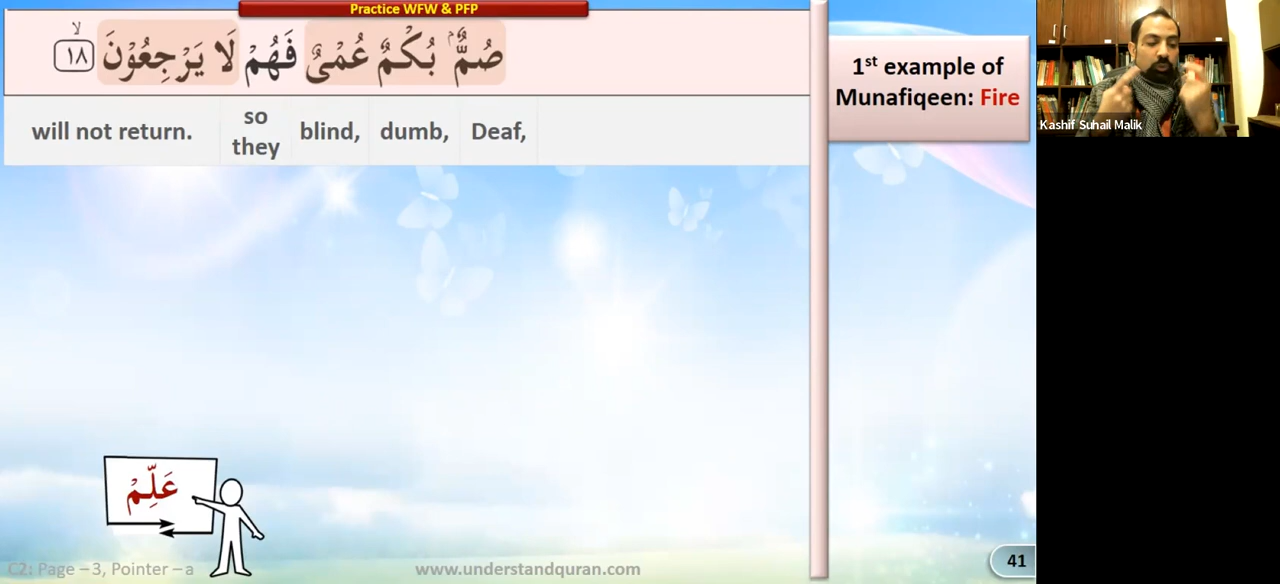 Practice WFW & PFP
صُمٌّۢ بُكْمٌ عُمْیٌ فَهُمْ لَا یَرْجِعُوْنَ ۙ﴿۱۸﴾
Deaf, dumb, blind, so they will not return.
1st example of
Munafiqeen: Fire
Kashif Suhail Malik
عَلِّمْ
C2: Page – 3, Pointer – a
www.understandquran.com
41